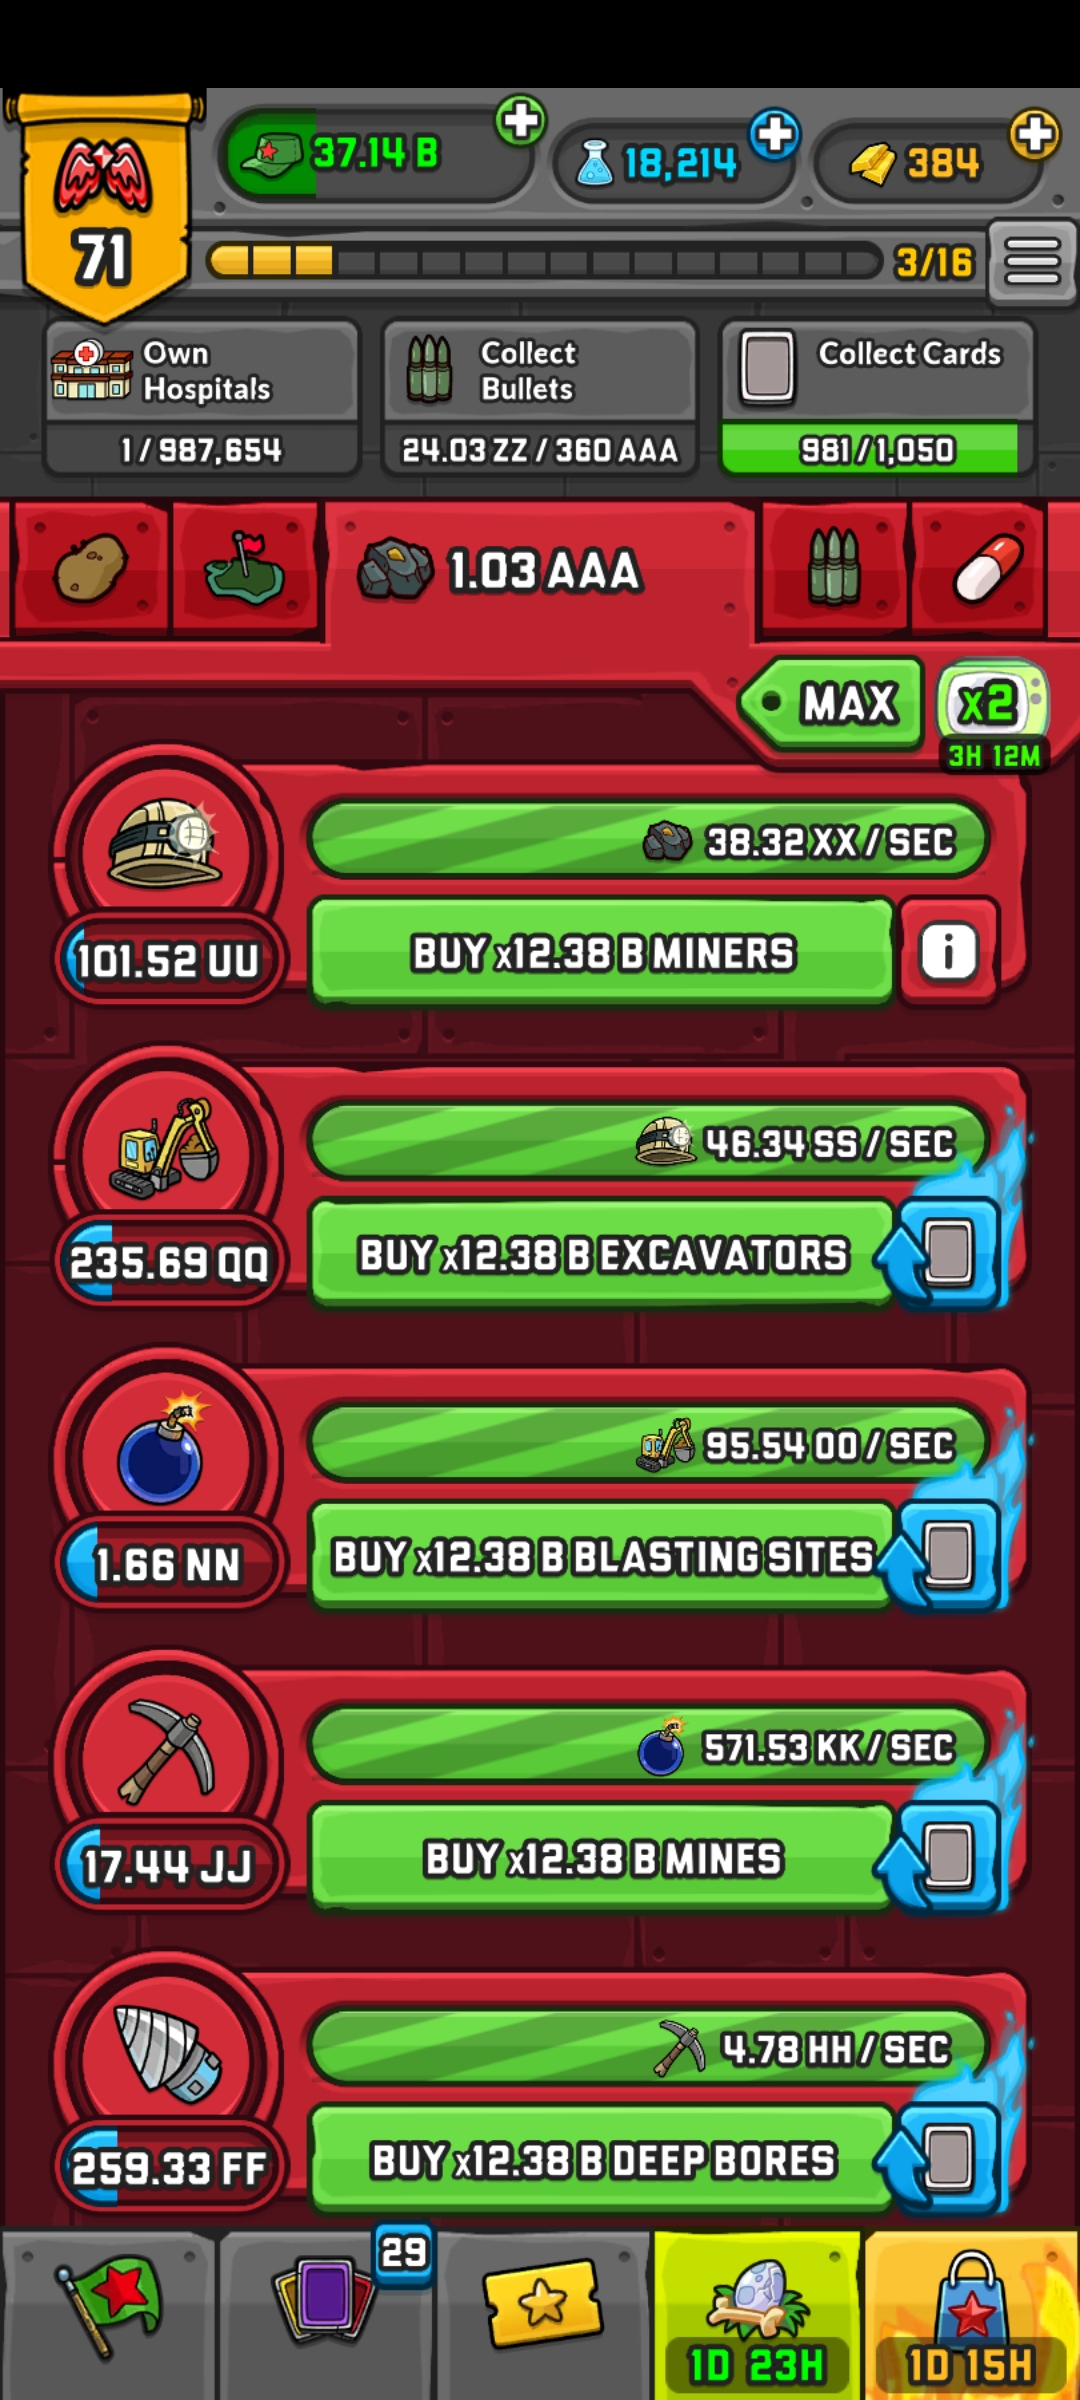 37.14 B
18,214
384
71
3/16
Own
Hospitals
1 / 987,654
Collect
Bullets
24.03 ZZ / 360 AAA
Collect Cards
981 / 1,050
1.03 AAA
MAX
x2
3H 12M
38.32 XX / SEC
101.52 UU
BUY x12.38 B MINERS
i
46.34 SS / SEC
235.69 QQ
BUY x12.38 B EXCAVATORS
95.54 OO / SEC
1.66 NN
BUY x12.38 B BLASTING SITES
571.53 KK / SEC
17.44 JJ
BUY x12.38 B MINES
4.78 HH / SEC
259.33 FF
BUY x12.38 B DEEP BORES
29
1D 23H
1D 15H